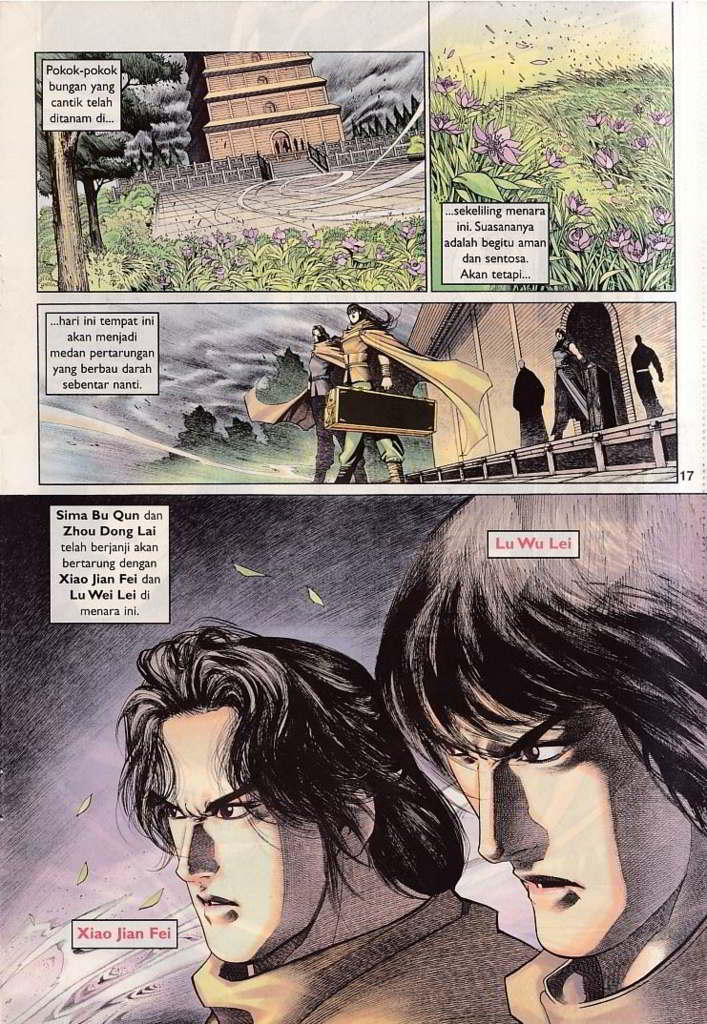 Pokok-pokok
bungan yang
cantik telah
ditanam di...
...sekeliling menara
ini. Suasananya
adalah begitu aman
dan sentosa.
Akan tetapi...
...hari ini tempat ini
akan menjadi
medan pertarungan
yang berbau darah
sebentar nanti.
17
Sima Bu Qun dan
Zhou Dong Lai
telah berjanji akan
bertarung dengan
Xiao Jian Fei dan
Lu Wei Lei di
menara ini.
Lu Wu Lei
Xiao Jian Fei